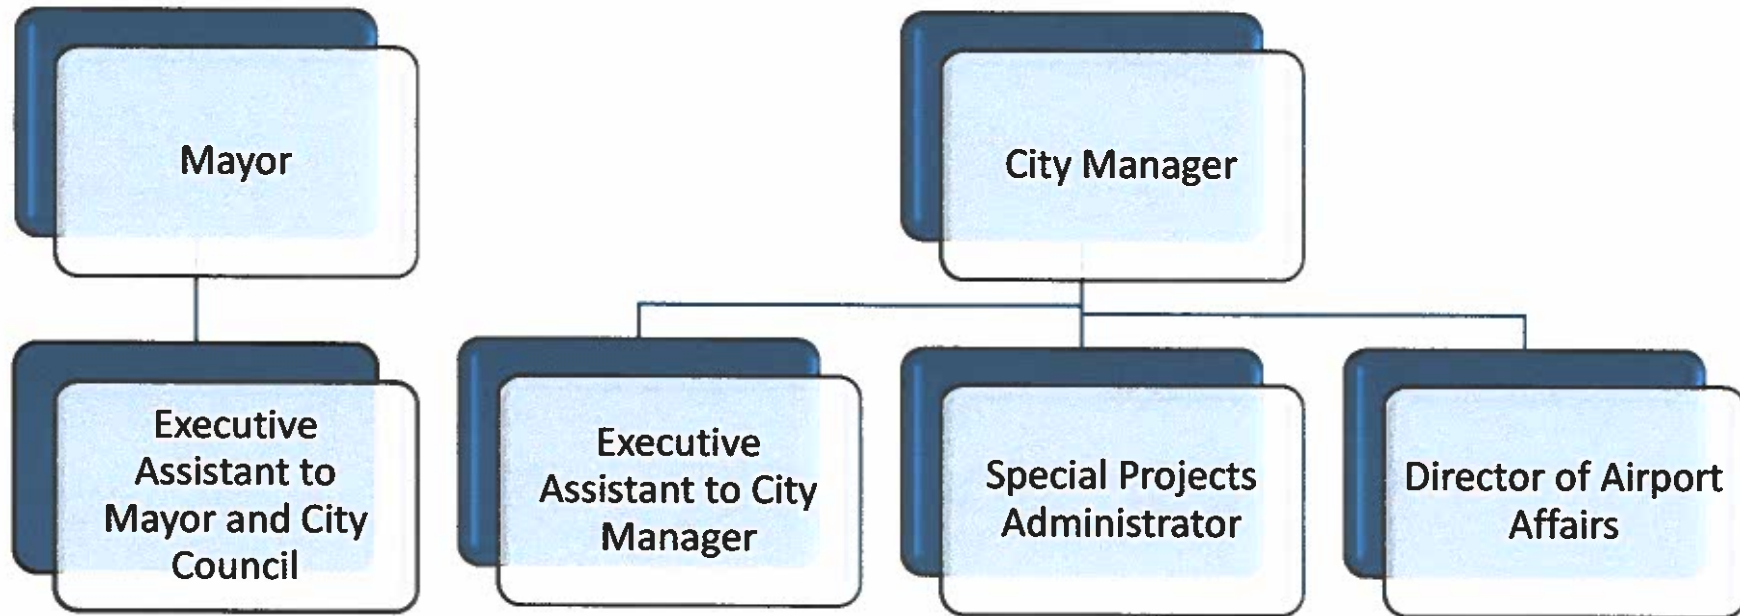 Mayor
City Manager
Executive
Assistant to
Mayor and City
Council
Executive
Assistant to City
Manager
Special Projects
Administrator
Director of Airport
Affairs